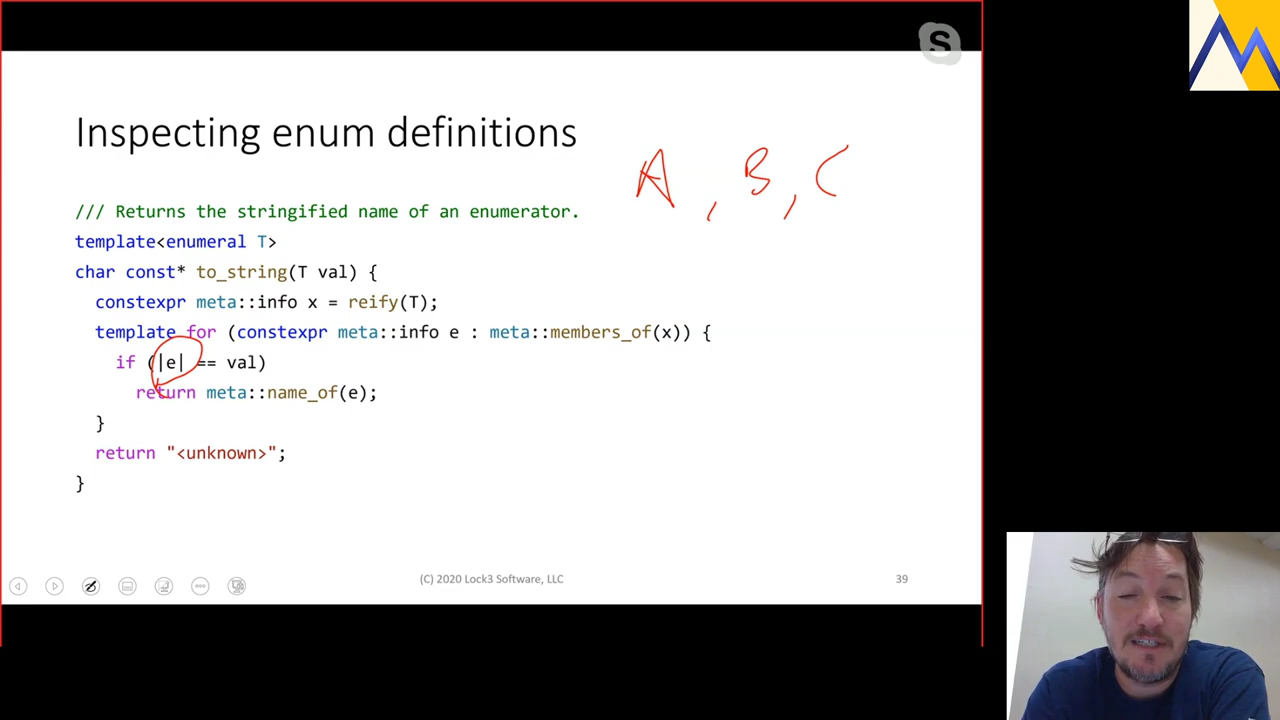 Inspecting enum definitions
A , B , C
/// Returns the stringified name of an enumerator.
template<enumeral T>
char const* to_string(T val) {
constexpr meta::info x = reify(T);
template for (constexpr meta::info e : meta::members_of(x)) {
if (|e| == val)
return meta::name_of(e);
}
return "<unknown>";
}
(C) 2020 Lock3 Software, LLC
39